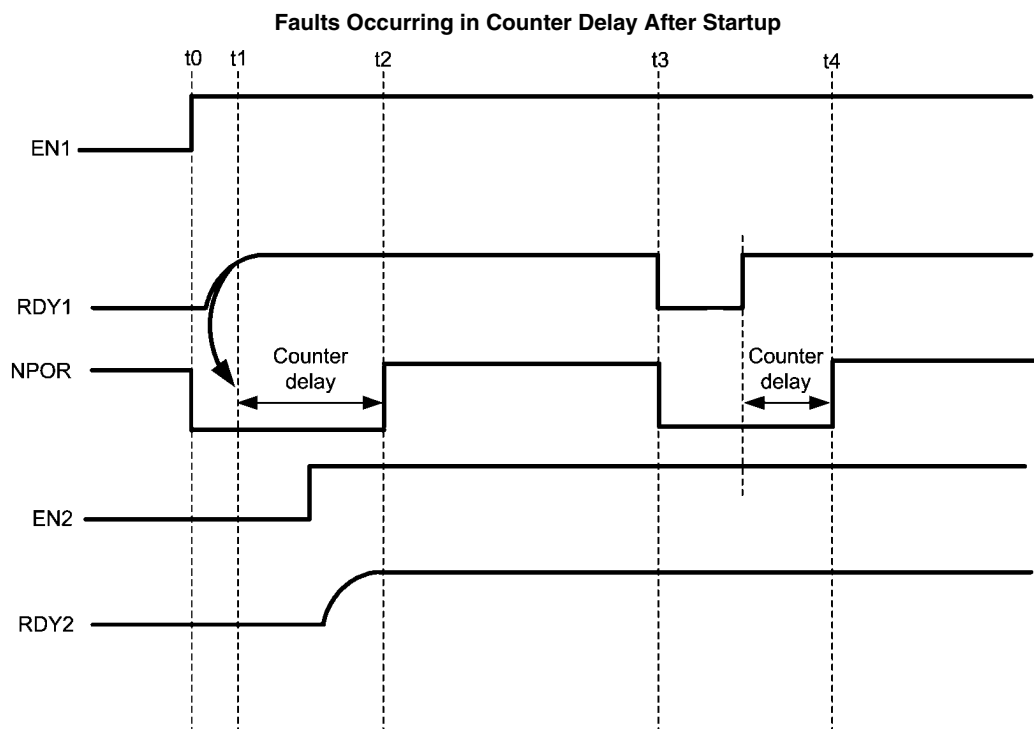 Faults Occurring in Counter Delay After Startup
t0 t1 t2 t3 t4
EN1
RDY1
NPOR
Counter
delay
Counter
delay
EN2
RDY2